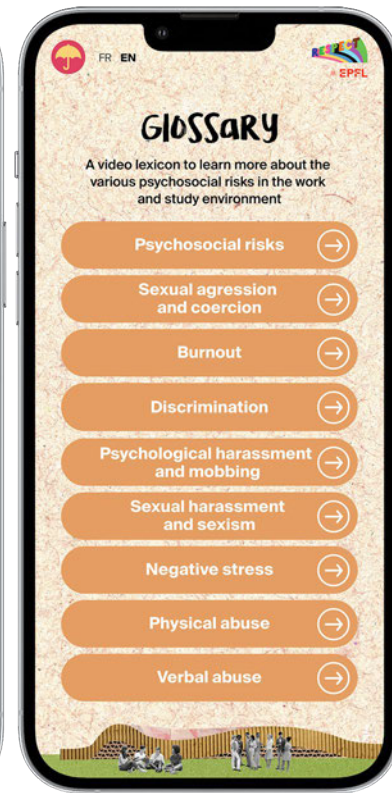 FR EN
RESPECT
EPFL
GlOSSaRY
A video lexicon to learn more about the
various psychosocial risks in the work
and study environment
Psychosocial risks
Sexual agression
and coercion
Burnout
Discrimination
Psychological harassment
and mobbing
Sexual harassment
and sexism
Negative stress
Physical abuse
Verbal abuse